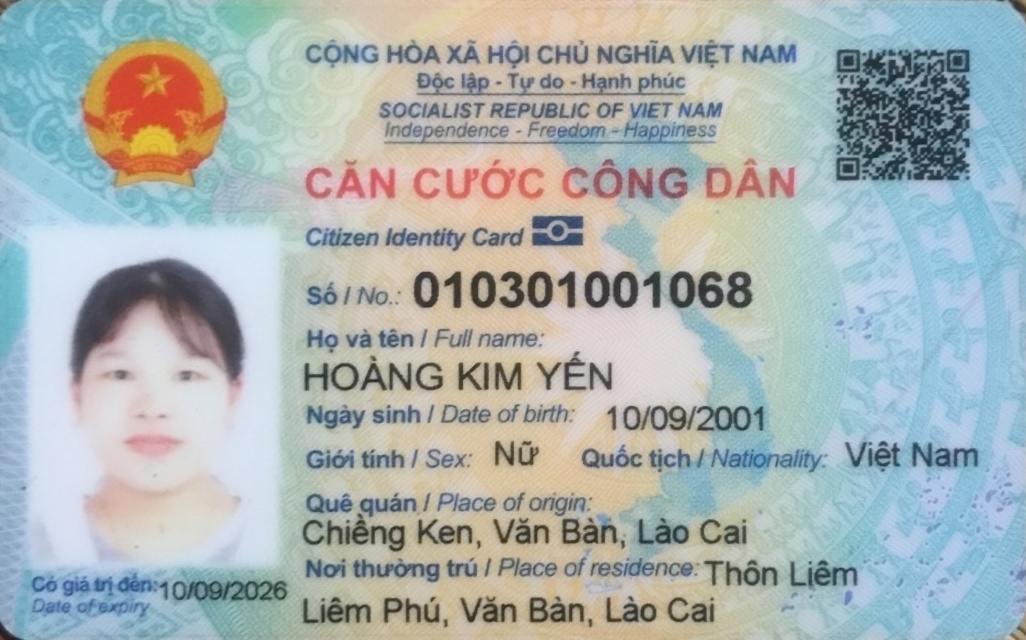 CỘNG HÒA XÃ HỘI CHỦ NGHĨA VIỆT NAM
Độc lập - Tự do - Hạnh phúc
SOCIALIST REPUBLIC OF VIET NAM
Independence - Freedom - Happiness
CĂN CƯỚC CÔNG DÂN
Citizen Identity Card
Số / No.: 010301001068
Họ và tên / Full name:
HOÀNG KIM YẾN
Ngày sinh / Date of birth: 10/09/2001
Giới tính / Sex: Nữ Quốc tịch / Nationality: Việt Nam
Quê quán / Place of origin:
Chiềng Ken, Văn Bàn, Lào Cai
Nơi thường trú / Place of residence: Thôn Liêm
Liêm Phú, Văn Bàn, Lào Cai
Có giá trị đến: 10/09/2026
Date of expiry